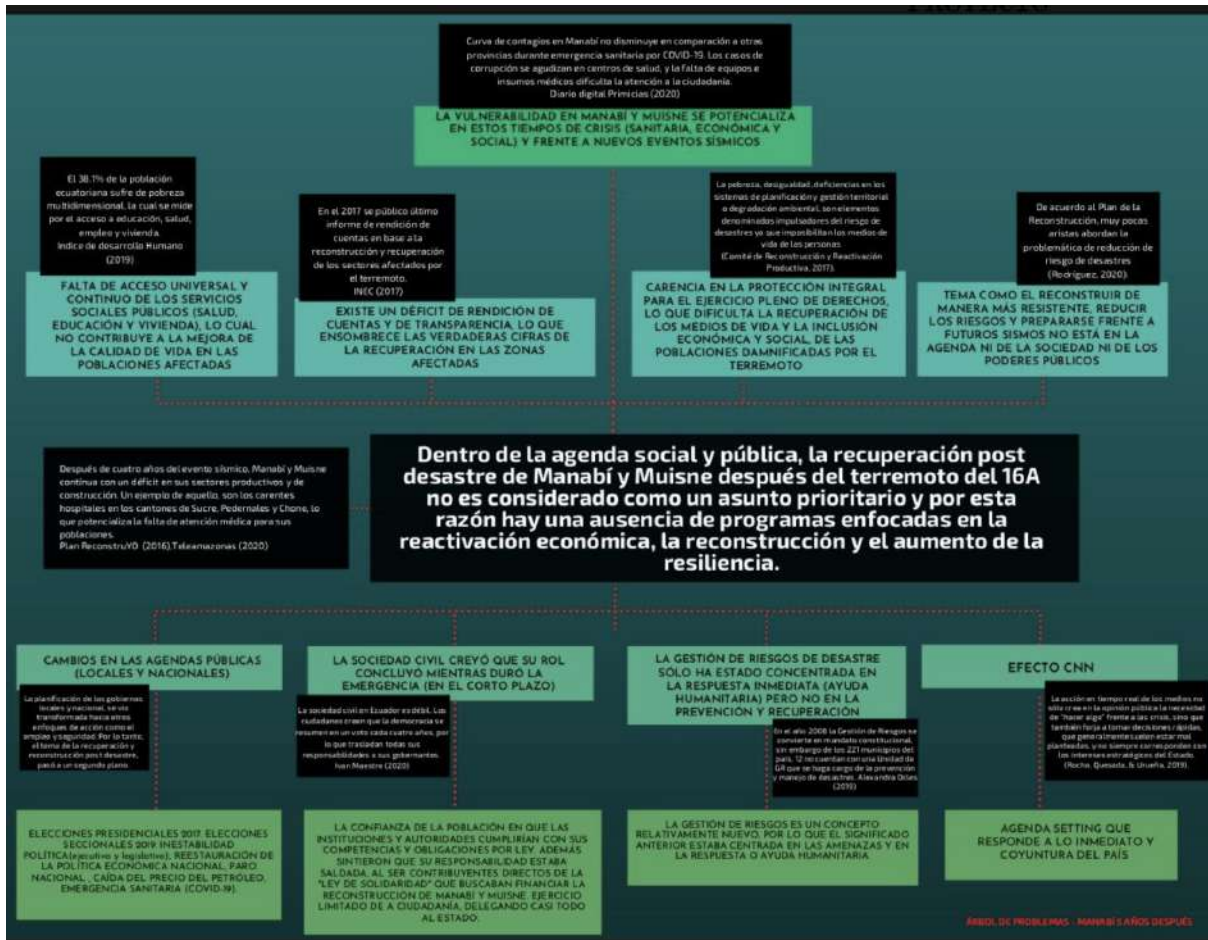 PROYECTO
Curva de contagios en Manabí no disminuye en comparación a otras
provincias durante emergencia sanitaria por COVID-19. Los casos de
corrupción se agudizan en centros de salud, y la falta de equipos e
insumos médicos dificulta la atención a la ciudadanía.
Diario digital Primicias (2020)
LA VULNERABILIDAD EN MANABÍ Y MUISNE SE POTENCIALIZA
EN ESTOS TIEMPOS DE CRISIS (SANITARIA, ECONÓMICA Y
SOCIAL) Y FRENTE A NUEVOS EVENTOS SÍSMICOS
El 38.1% de la población
ecuatoriana sufre de pobreza
multidimensional, la cual se mide
por el acceso a educación, salud,
empleo y vivienda.
Indice de desarrollo Humano
(2019)
FALTA DE ACCESO UNIVERSAL Y
CONTINUO DE LOS SERVICIOS
SOCIALES PÚBLICOS (SALUD,
EDUCACIÓN Y VIVIENDA), LO CUAL
NO CONTRIBUYE A LA MEJORA DE
LA CALIDAD DE VIDA EN LAS
POBLACIONES AFECTADAS
En el 2017 se público último
informe de rendición de
cuentas en base a la
reconstrucción y recuperación
de los sectores afectados por
el terremoto.
INEC (2017)
EXISTE UN DÉFICIT DE RENDICIÓN DE
CUENTAS Y DE TRANSPARENCIA, LO QUE
ENSOMBRECE LAS VERDADERAS CIFRAS DE
LA RECUPERACIÓN EN LAS ZONAS
AFECTADAS
La pobreza, desigualdad, deficiencias en los
sistemas de planificación y gestión territorial
o degradación ambiental, son elementos
denominados impulsadores del riesgo de
desastres ya que imposibilitan los medios de
vida de las personas
(Comité de Reconstrucción y Reactivación
Productiva, 2017).
CARENCIA EN LA PROTECCIÓN INTEGRAL
PARA EL EJERCICIO PLENO DE DERECHOS,
LO QUE DIFICULTA LA RECUPERACIÓN DE
LOS MEDIOS DE VIDA Y LA INCLUSIÓN
ECONÓMICA Y SOCIAL, DE LAS
POBLACIONES DAMNIFICADAS POR EL
TERREMOTO
De acuerdo al Plan de la
Reconstrucción, muy pocas
aristas abordan la
problemática de reducción de
riesgo de desastres
(Rodríguez, 2020).
TEMA COMO EL RECONSTRUIR DE
MANERA MÁS RESISTENTE, REDUCIR
LOS RIESGOS Y PREPARARSE FRENTE A
FUTUROS SISMOS NO ESTÁ EN LA
AGENDA NI DE LA SOCIEDAD NI DE LOS
PODERES PÚBLICOS
Después de cuatro años del evento sísmico, Manabí y Muisne
continua con un déficit en sus sectores productivos y de
construcción. Un ejemplo de aquello, son los carentes
hospitales en los cantones de Sucre, Pedernales y Chone, lo
que potencializa la falta de atención médica para sus
poblaciones.
Plan ReconstruYO (2016),Teleamazonas (2020)
Dentro de la agenda social y pública, la recuperación post
desastre de Manabí y Muisne después del terremoto del 16A
no es considerado como un asunto prioritario y por esta
razón hay una ausencia de programas enfocadas en la
reactivación económica, la reconstrucción y el aumento de la
resiliencia.
CAMBIOS EN LAS AGENDAS PÚBLICAS
(LOCALES Y NACIONALES)
La planificación de los gobiernos
locales y nacional, se vio
transformada hacia otros
enfoques de acción como el
empleo y seguridad. Por lo tanto,
el tema de la recuperación y
reconstrucción post desastre,
pasó a un segundo plano.
ELECCIONES PRESIDENCIALES 2017. ELECCIONES
SECCIONALES 2019 INESTABILIDAD
POLÍTICA(ejecutivo y legislativo), REESTAURACIÓN DE
LA POLÍTICA ECONÓMICA NACIONAL, PARO
NACIONAL , CAÍDA DEL PRECIO DEL PETRÓLEO,
EMERGENCIA SANITARIA (COVID-19).
LA SOCIEDAD CIVIL CREYÓ QUE SU ROL
CONCLUYÓ MIENTRAS DURÓ LA
EMERGENCIA (EN EL CORTO PLAZO)
La sociedad civil en Ecuador es débil. Los
ciudadanos creen que la democracia se
resumen en un voto cada cuatro años, por
lo que trasladan todas sus
responsabilidades a sus gobernantes.
Ivan Maestre (2020)
LA CONFIANZA DE LA POBLACIÓN EN QUE LAS
INSTITUCIONES Y AUTORIDADES CUMPLIRÍAN CON SUS
COMPETENCIAS Y OBLIGACIONES POR LEY. ADEMÁS
SINTIERON QUE SU RESPONSABILIDAD ESTABA
SALDADA, AL SER CONTRIBUYENTES DIRECTOS DE LA
"LEY DE SOLIDARIDAD" QUE BUSCABAN FINANCIAR LA
RECONSTRUCCIÓN DE MANABÍ Y MUISNE. EJERCICIO
LIMITADO DE A CIUDADANÍA, DELEGANDO CASI TODO
AL ESTADO.
LA GESTIÓN DE RIESGOS DE DESASTRE
SÓLO HA ESTADO CONCENTRADA EN
LA RESPUESTA INMEDIATA (AYUDA
HUMANITARIA) PERO NO EN LA
PREVENCIÓN Y RECUPERACIÓN
En el año 2008 la Gestión de Riesgos se
convierte en mandato constitucional,
sin embargo de los 221 municipios del
país, 12 no cuentan con una Unidad de
GR que se haga cargo de la prevención
y manejo de desastres. Alexandra
(2019)
LA GESTIÓN DE RIESGOS ES UN CONCEPTO
RELATIVAMENTE NUEVO, POR LO QUE EL SIGNIFICADO
ANTERIOR ESTABA CENTRADA EN LAS AMENAZAS Y EN
LA RESPUESTA O AYUDA HUMANITARIA
EFECTO CNN
La acción en tiempo real de los medios no
sólo crea en la opinión pública la necesidad
de "hacer algo" frente a las crisis, sino que
también forja a tomar decisiones rápidas,
que generalmente suelen estar mal
planteadas, y no siempre corresponden con
los intereses estratégicos del Estado.
(Rocha, Quesada, & Urueña, 2019).
AGENDA SETTING QUE
RESPONDE A LO INMEDIATO Y
COYUNTURA DEL PAÍS
ÁRBOL DE PROBLEMAS - MANABÍ 5 AÑOS DESPUÉS